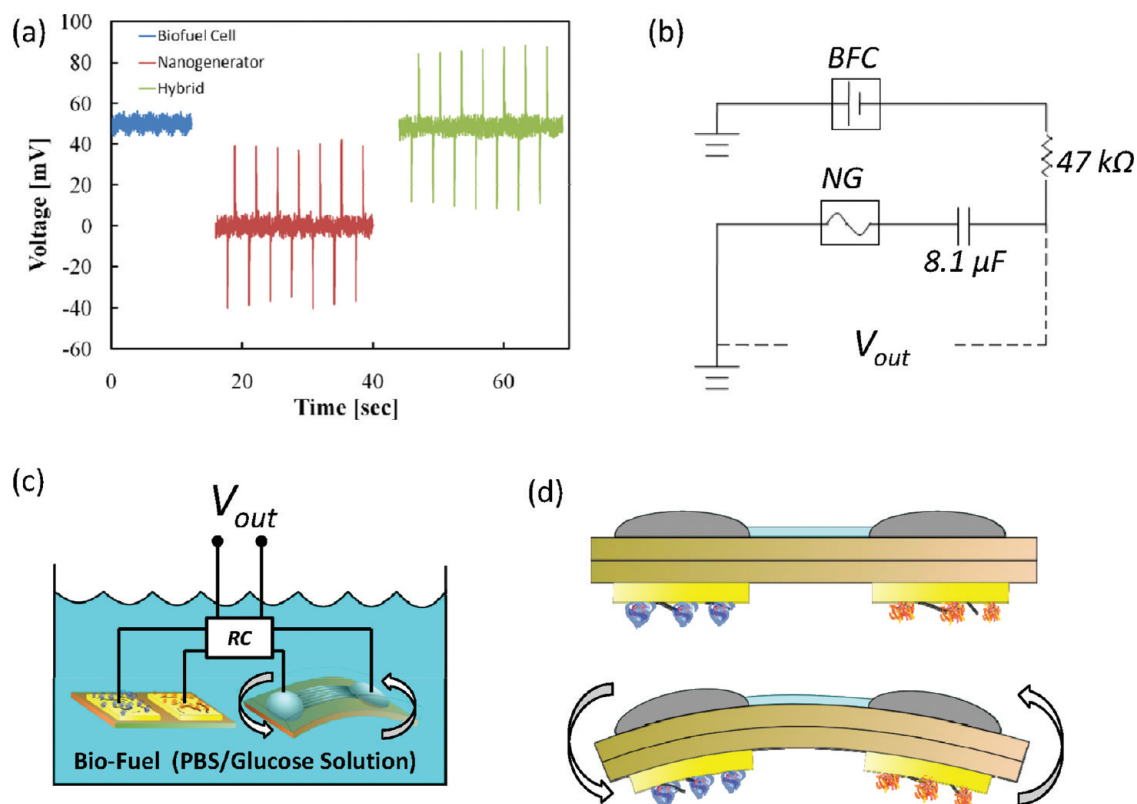 (a)
100
80
60
40
20
0
-20
-40
-60
Voltage [mV]
Biofuel Cell
Nanogenerator
Hybrid
0
20
40
60
Time [sec]
(b)
BFC
47 kΩ
NG
8.1 µF
Vout
(c)
Vout
RC
Bio-Fuel (PBS/Glucose Solution)
(d)